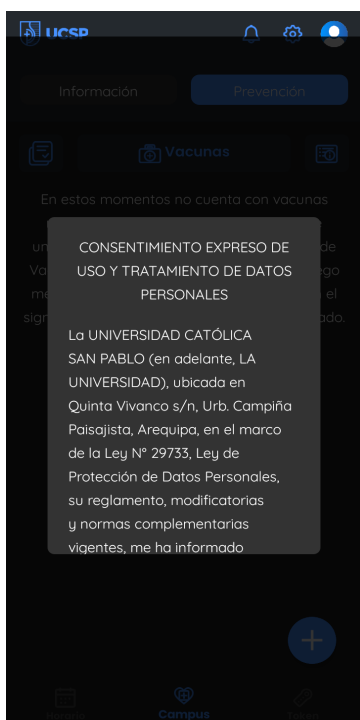 UCSP
Información
Prevención
Vacunas
En estos momentos no cuenta con vacunas
CONSENTIMIENTO EXPRESO DE
USO Y TRATAMIENTO DE DATOS
PERSONALES
La UNIVERSIDAD CATÓLICA
SAN PABLO (en adelante, LA
UNIVERSIDAD), ubicada en
Quinta Vivanco s/n, Urb. Campiña
Paisajista, Arequipa, en el marco
de la Ley N° 29733, Ley de
Protección de Datos Personales,
su reglamento, modificatorias
y normas complementarias
vigentes, me ha informado
Campus